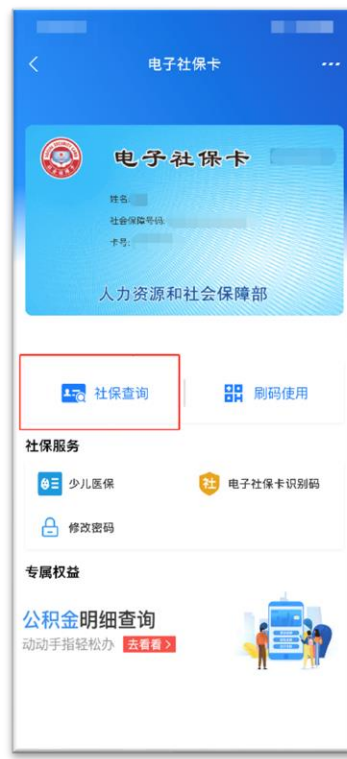 电子社保卡
电子社保卡
姓名:
社会保障号码:
卡号:
人力资源和社会保障部
社保查询
刷码使用
社保服务
少儿医保
电子社保卡识别码
修改密码
专属权益
公积金明细查询
动动手指轻松办 去看看>